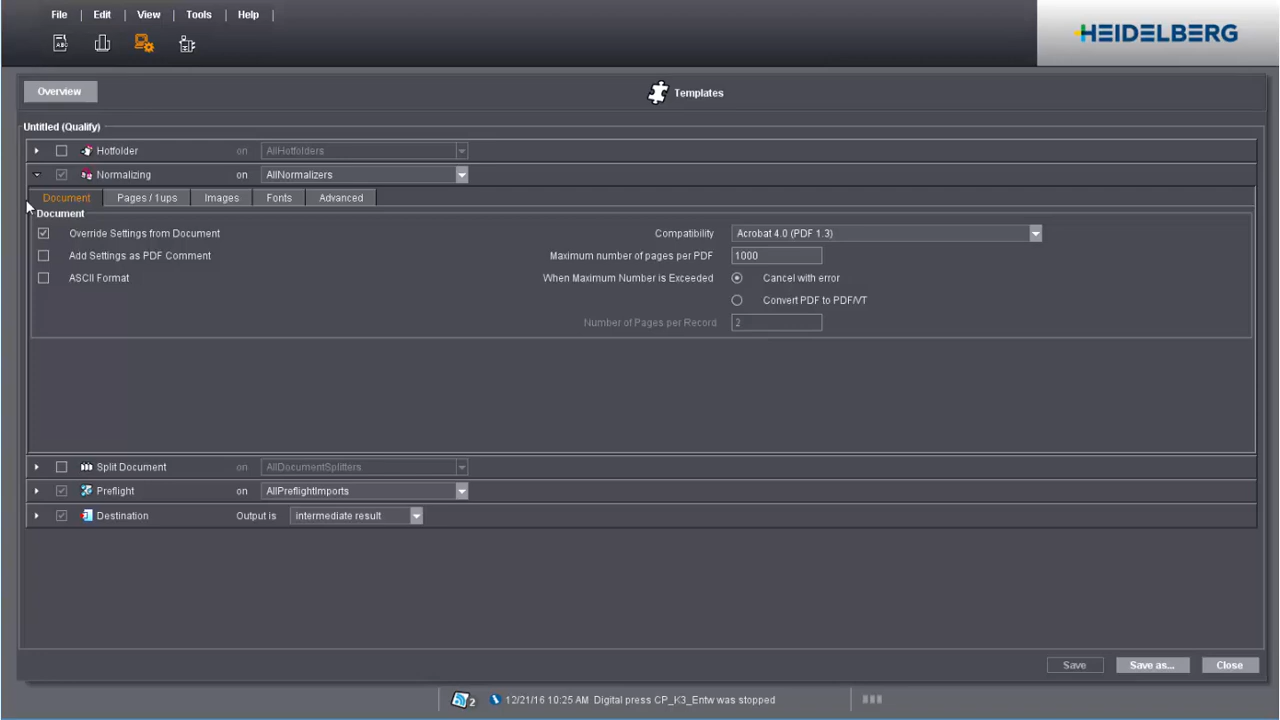 File | Edit | View | Tools | Help
HEIDELBERG
ABC
Overview
Templates
Untitled (Qualify)
Hotfolder on AllHotfolders
Normalizing on AllNormalizers
Document Pages / 1ups Images Fonts Advanced
Document
Override Settings from Document Compatibility Acrobat 4.0 (PDF 1.3)
Add Settings as PDF Comment Maximum number of pages per PDF 1000
ASCII Format When Maximum Number is Exceeded Cancel with error
Convert PDF to PDF/VT
Number of Pages per Record 2
Split Document on AllDocumentSplitters
Preflight on AllPreflightImports
Destination Output is intermediate result
Save Save as... Close
2 12/21/16 10:25 AM Digital press CP_K3_Entw was stopped